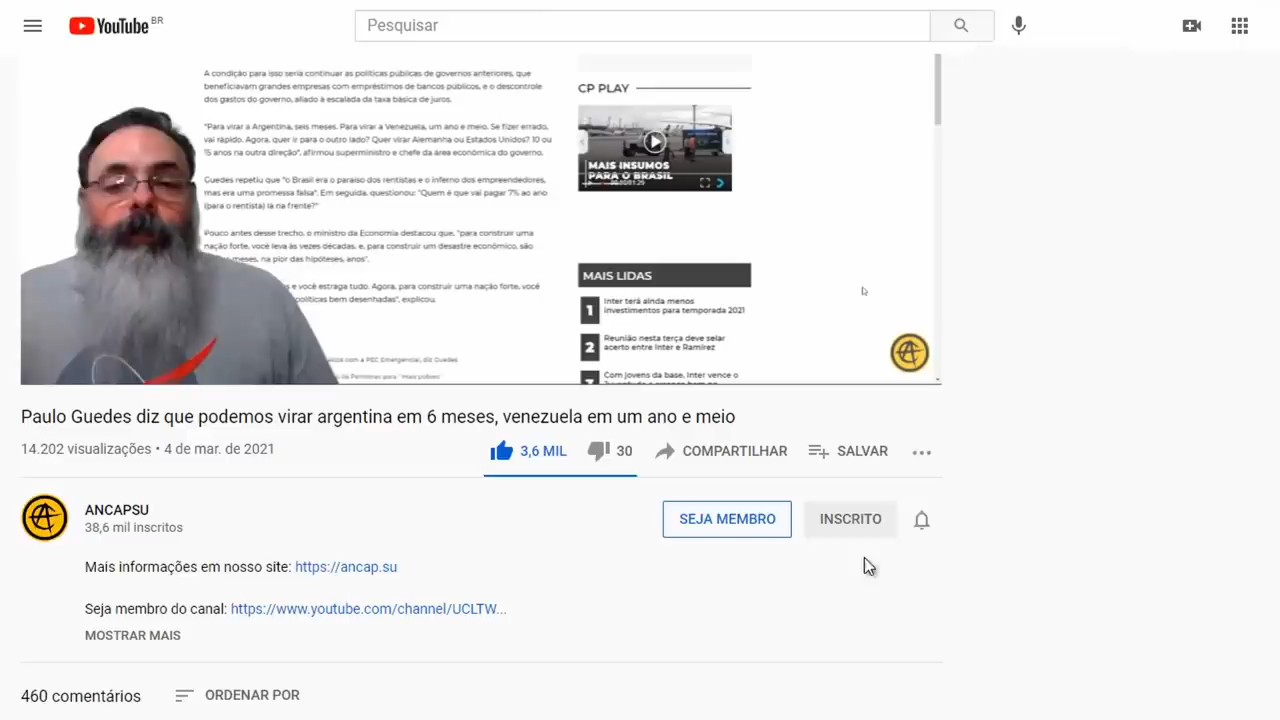 YouTube BR
Pesquisar
A condição para isso seria continuar as políticas públicas de governos anteriores, que
beneficiavam grandes empresas com empréstimos de bancos públicos, e o descontrole
dos gastos do governo, aliado à escalada da taxa básica de juros.
"Para virar a Argentina, seis meses. Para virar a Venezuela, um ano e meio. Se fizer errado,
vai rápido. Agora, quer ir para o outro lado? Quer virar Alemanha ou Estados Unidos? 10 ou
15 anos na outra direção", afirmou superministro e chefe da área econômica do governo.
Guedes repetiu que "o Brasil era o paraíso dos rentistas e o inferno dos empreendedores,
mas era uma promessa falsa". Em seguida, questionou: "Quem é que vai pagar 7% ao ano
(para o rentista) lá na frente?"
Pouco antes desse trecho, o ministro da Economia destacou que, "para construir uma
nação forte, você leva às vezes décadas, e, para construir um desastre econômico, são
meses, na pior das hipóteses, anos".
s e você estraga tudo. Agora, para construir uma nação forte, você
políticas bem desenhadas", explicou.
com a PEC Emergencial, diz Guedes
CP PLAY
MAIS INSUMOS
PARA O BRASIL
MAIS LIDAS
1 Inter terá ainda menos
investimentos para temporada 2021
2 Reunião nesta terça deve selar
acerto entre Inter e Ramírez
Com jovens da base, Inter vence o
Paulo Guedes diz que podemos virar argentina em 6 meses, venezuela em um ano e meio
14.202 visualizações • 4 de mar. de 2021
3,6 MIL 30 COMPARTILHAR SALVAR
ANCAPSU
38,6 mil inscritos
SEJA MEMBRO INSCRITO
Mais informações em nosso site: https://ancap.su
Seja membro do canal: https://www.youtube.com/channel/UCLTW...
MOSTRAR MAIS
460 comentários ORDENAR POR